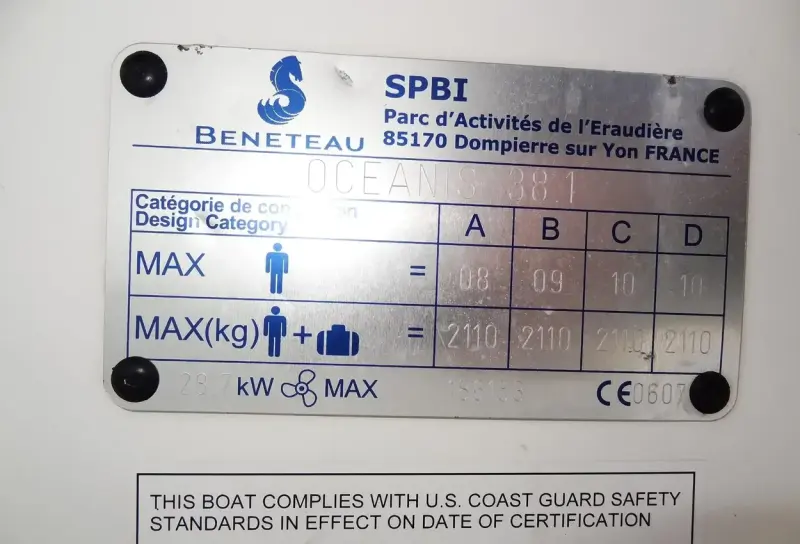 BENETEAU
SPBI
Parc d'Activités de l'Eraudière
85170 Dompierre sur Yon FRANCE
OCEANIS 38.1
Catégorie de
Design Category A B C D
MAX = 08 09 10 10
MAX(kg) + = 2110 2110 2110 2110
kW MAX CE0607
THIS BOAT COMPLIES WITH U.S. COAST GUARD SAFETY
STANDARDS IN EFFECT ON DATE OF CERTIFICATION